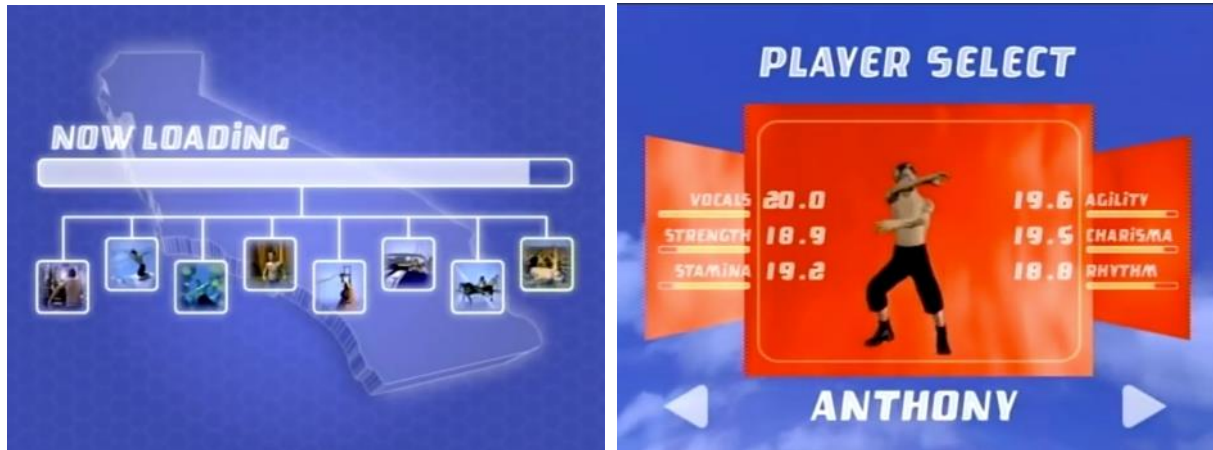 NOW LOADiNG
PLAYER SELECT
VOCALS 20.0
19.6 AGiLiTY
STRENGTH 18.9
19.5 CHARiSMA
STAMiNA 19.2
18.8 RHYTHM
ANTHONY